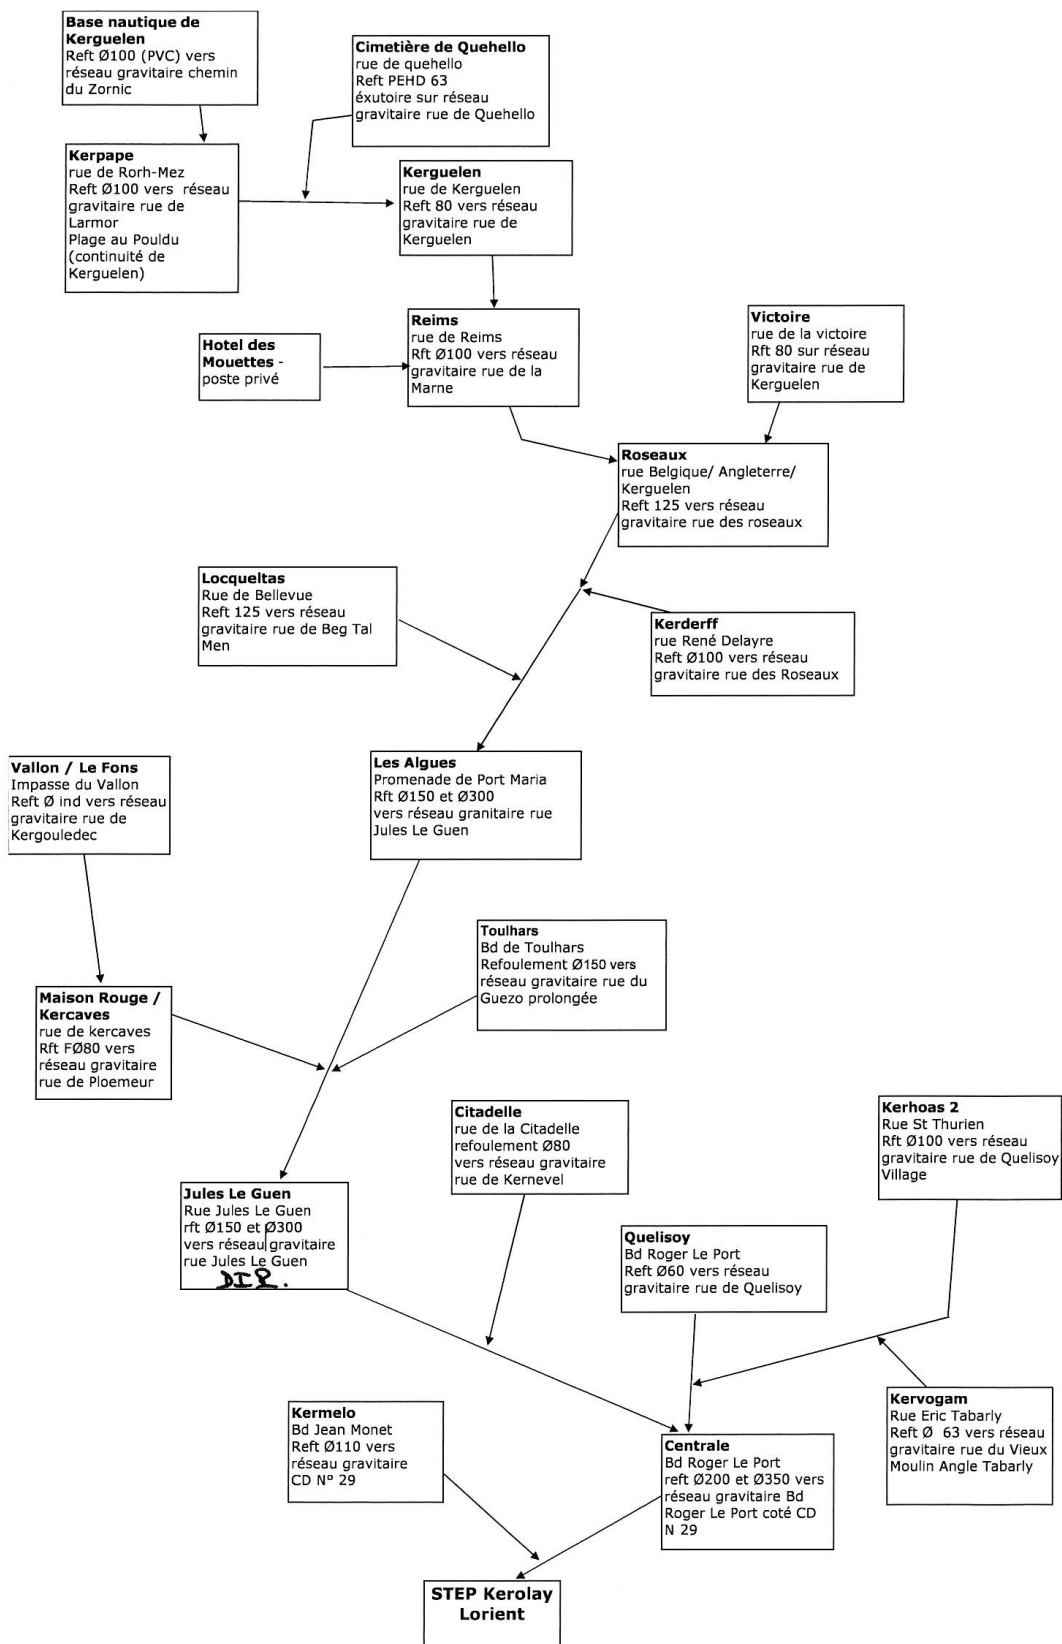 Base nautique de
Kerguelen
Reft Ø100 (PVC) vers
réseau gravitaire chemin
du Zornic
Cimetière de Quehello
rue de quehello
Reft PEHD 63
éxutoire sur réseau
gravitaire rue de Quehello
Kerpape
rue de Rorh-Mez
Reft Ø100 vers réseau
gravitaire rue de
Larmor
Plage au Pouldu
(continuité de
Kerguelen)
Kerguelen
rue de Kerguelen
Reft 80 vers réseau
gravitaire rue de
Kerguelen
Hotel des
Mouettes -
poste privé
Reims
rue de Reims
Rft Ø100 vers réseau
gravitaire rue de la
Marne
Victoire
rue de la victoire
Rft 80 sur réseau
gravitaire rue de
Kerguelen
Roseaux
rue Belgique/ Angleterre/
Kerguelen
Reft 125 vers réseau
gravitaire rue des roseaux
Locqueltas
Rue de Bellevue
Reft 125 vers réseau
gravitaire rue de Beg Tal
Men
Kerderff
rue René Delayre
Reft Ø100 vers réseau
gravitaire rue des Roseaux
Vallon / Le Fons
Impasse du Vallon
Reft Ø ind vers réseau
gravitaire rue de
Kergouledec
Les Algues
Promenade de Port Maria
Rft Ø150 et Ø300
vers réseau granitaire rue
Jules Le Guen
Toulhars
Bd de Toulhars
Refoulement Ø150 vers
réseau gravitaire rue du
Guezo prolongée
Maison Rouge /
Kercaves
rue de kercaves
Rft FØ80 vers
réseau gravitaire
rue de Ploemeur
Citadelle
rue de la Citadelle
refoulement Ø80
vers réseau gravitaire
rue de Kernevel
Kerhoas 2
Rue St Thurien
Rft Ø100 vers réseau
gravitaire rue de Quelisoy
Village
Jules Le Guen
Rue Jules Le Guen
rft Ø150 et Ø300
vers réseau gravitaire
rue Jules Le Guen
DIP.
Quelisoy
Bd Roger Le Port
Reft Ø60 vers réseau
gravitaire rue de Quelisoy
Kermelo
Bd Jean Monet
Reft Ø110 vers
réseau gravitaire
CD N° 29
Centrale
Bd Roger Le Port
reft Ø200 et Ø350 vers
réseau gravitaire Bd
Roger Le Port coté CD
N 29
Kervogam
Rue Eric Tabarly
Reft Ø 63 vers réseau
gravitaire rue du Vieux
Moulin Angle Tabarly
STEP Kerolay
Lorient